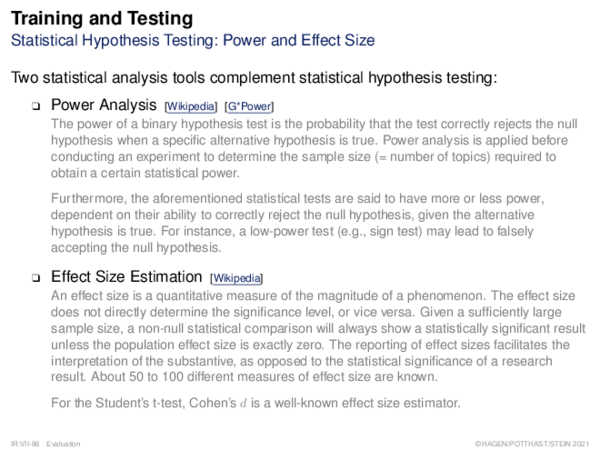 Training and Testing
Statistical Hypothesis Testing: Power and Effect Size
Two statistical analysis tools complement statistical hypothesis testing:
❑ Power Analysis [Wikipedia] [G*Power]
The power of a binary hypothesis test is the probability that the test correctly rejects the null
hypothesis when a specific alternative hypothesis is true. Power analysis is applied before
conducting an experiment to determine the sample size (= number of topics) required to
obtain a certain statistical power.
Furthermore, the aforementioned statistical tests are said to have more or less power,
dependent on their ability to correctly reject the null hypothesis, given the alternative
hypothesis is true. For instance, a low-power test (e.g., sign test) may lead to falsely
accepting the null hypothesis.
❑ Effect Size Estimation [Wikipedia]
An effect size is a quantitative measure of the magnitude of a phenomenon. The effect size
does not directly determine the significance level, or vice versa. Given a sufficiently large
sample size, a non-null statistical comparison will always show a statistically significant result
unless the population effect size is exactly zero. The reporting of effect sizes facilitates the
interpretation of the substantive, as opposed to the statistical significance of a research
result. About 50 to 100 different measures of effect size are known.
For the Student's t-test, Cohen's d is a well-known effect size estimator.
IR:VII-86 Evaluation ©HAGEN/POTTHAST/STEIN 2021